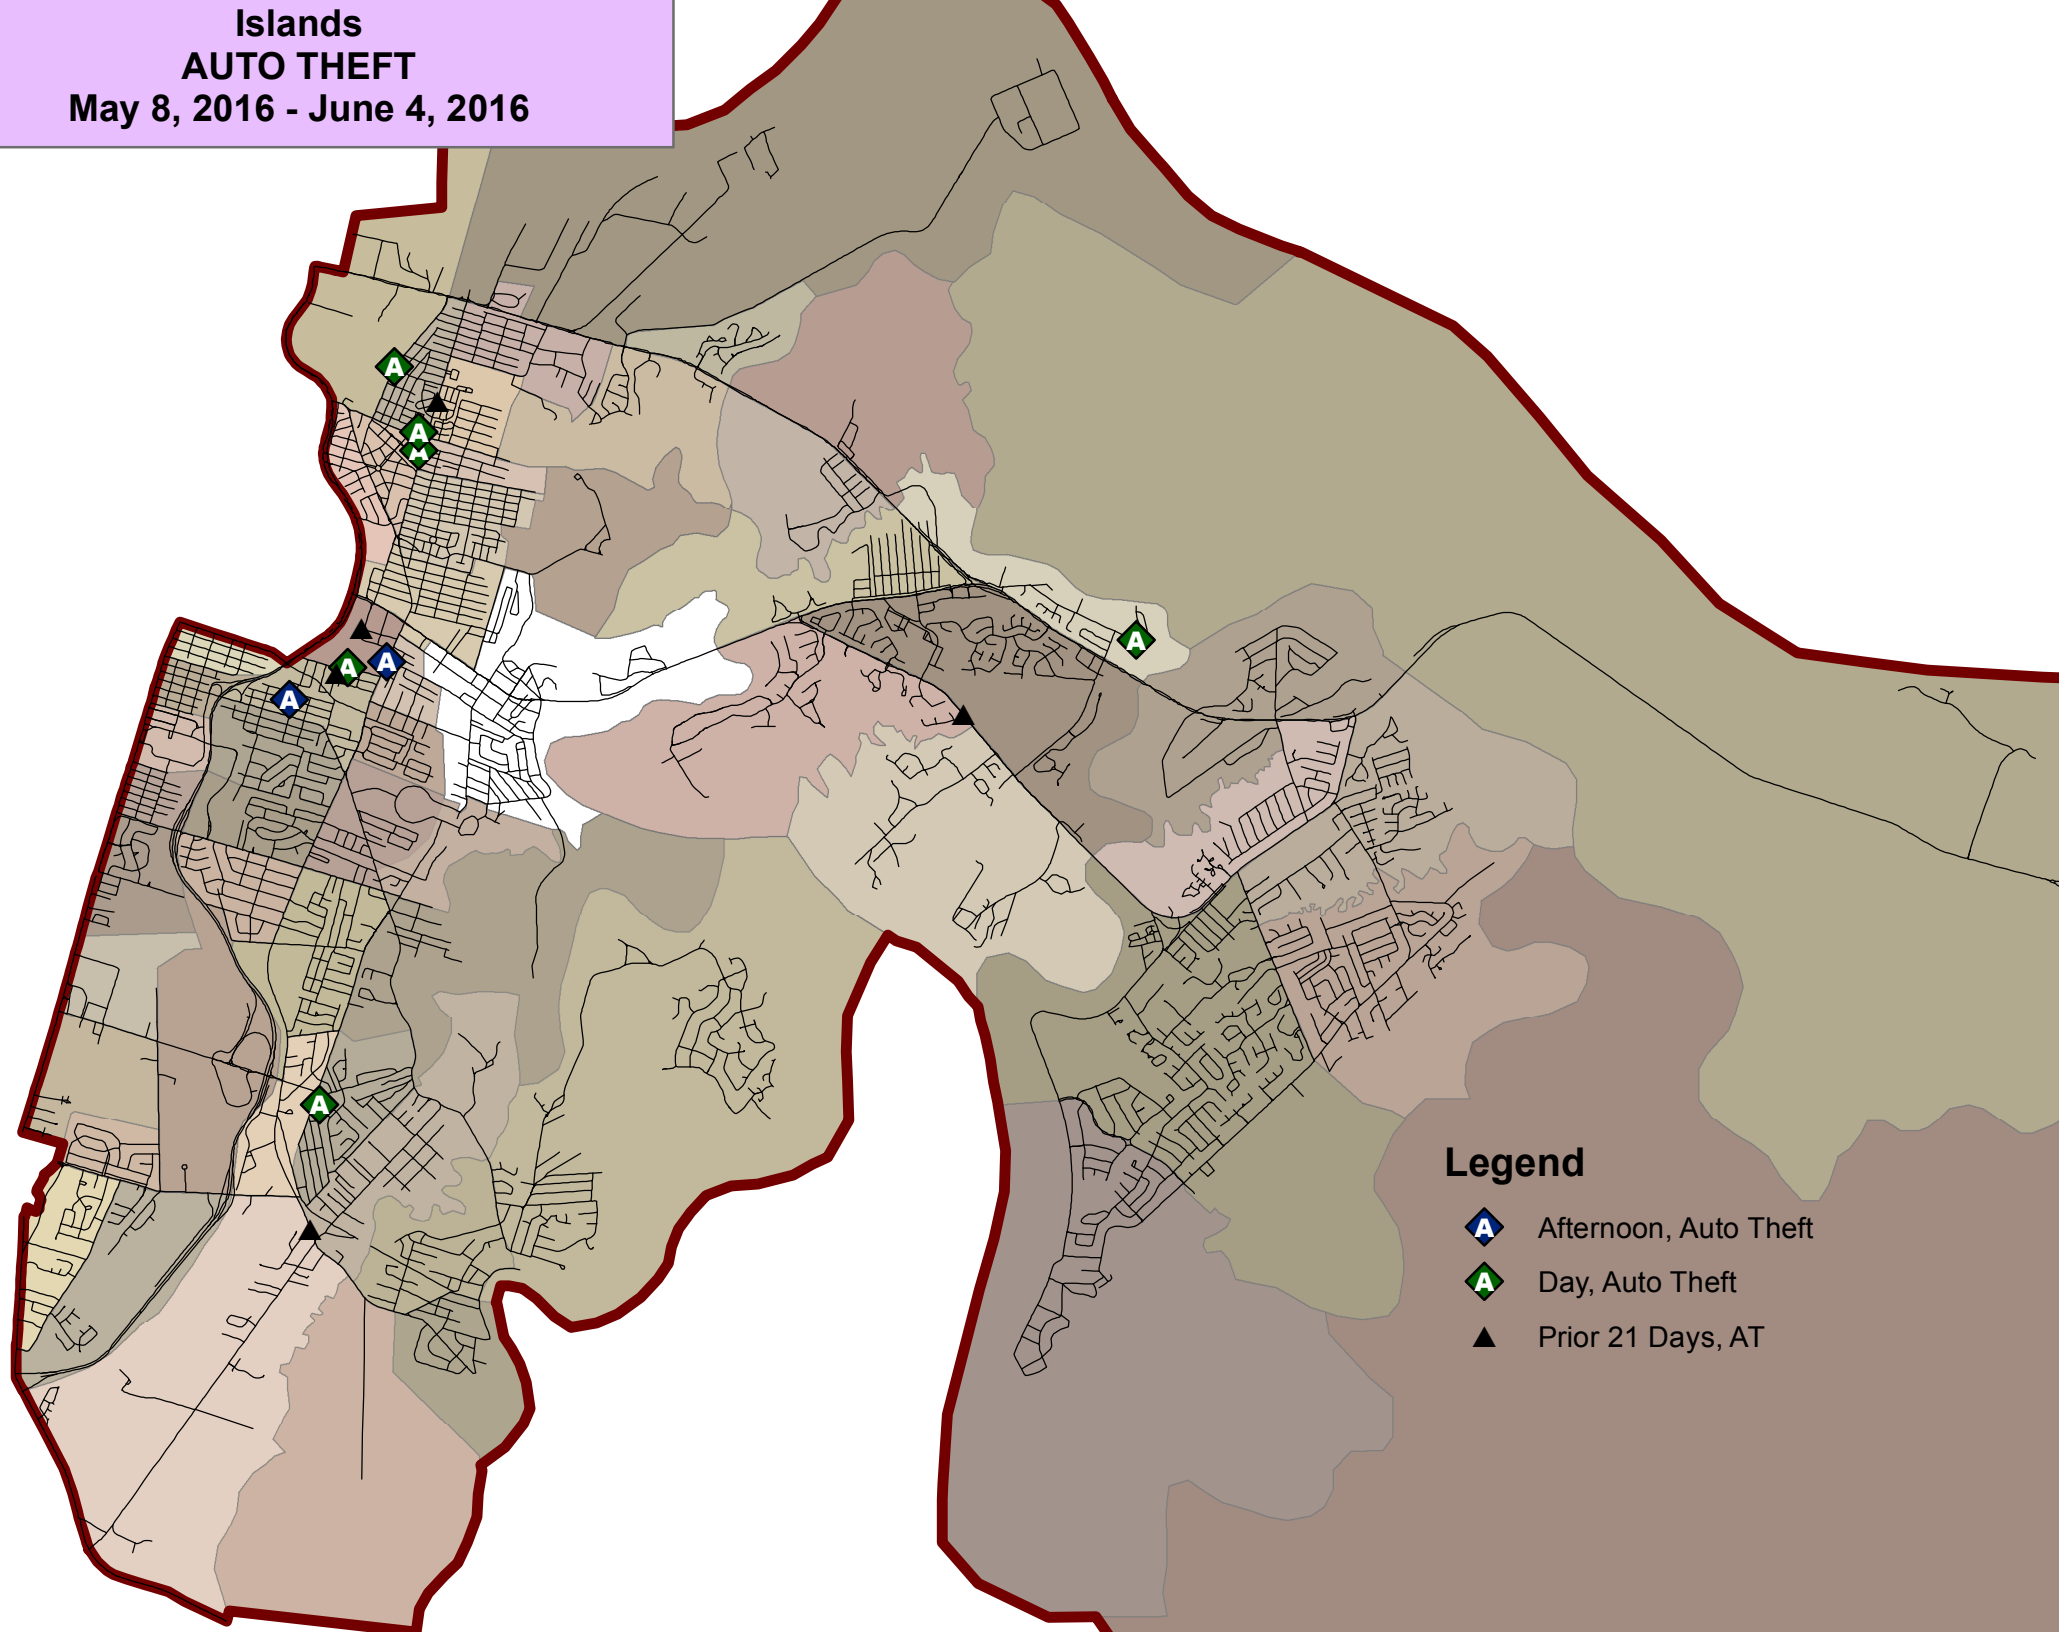 Islands
AUTO THEFT
May 8, 2016 - June 4, 2016
A
A
A
A
A
A
A
A
A
Legend
A Afternoon, Auto Theft
A Day, Auto Theft
Prior 21 Days, AT